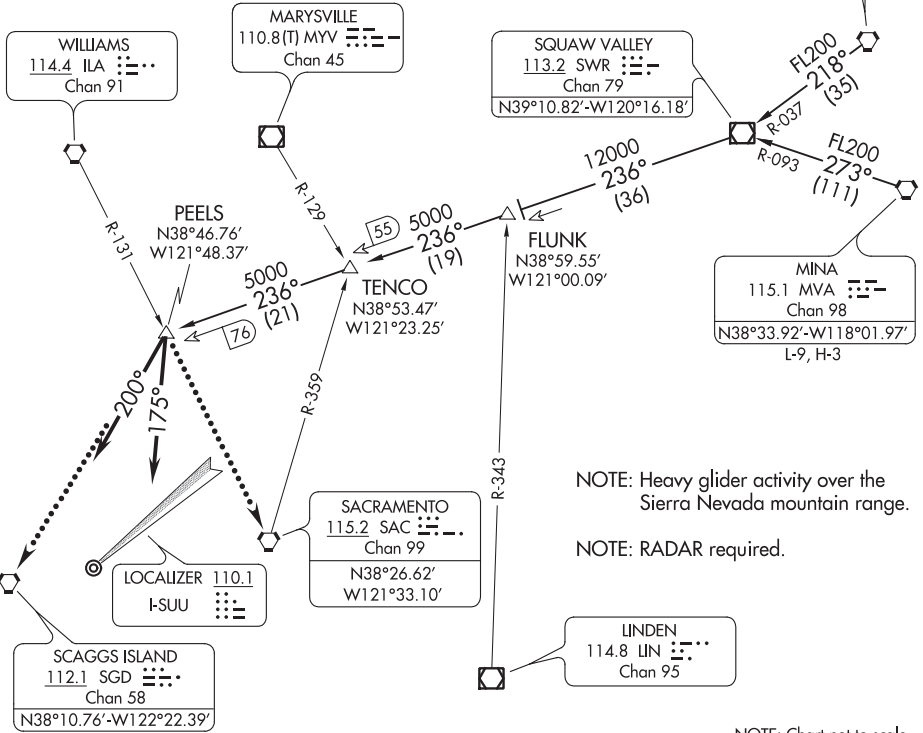 WILLIAMS
114.4 ILA
Chan 91
MARYSVILLE
110.8(T) MYV
Chan 45
SQUAW VALLEY
113.2 SWR
Chan 79
N39°10.82′-W120°16.18′
FL200
218°
(35)
R-037
R-093
FL200
273°
(111)
12000
236°
(36)
R-129
R-131
PEELS
N38°46.76′
W121°48.37′
55
5000
236°
(19)
FLUNK
N38°59.55′
W121°00.09′
5000
236°
(21)
76
TENCO
N38°53.47′
W121°23.25′
MINA
115.1 MVA
Chan 98
N38°33.92′-W118°01.97′
L-9, H-3
200°
175°
R-359
R-343
NOTE: Heavy glider activity over the
Sierra Nevada mountain range.
NOTE: RADAR required.
SACRAMENTO
115.2 SAC
Chan 99
N38°26.62′
W121°33.10′
LOCALIZER 110.1
I-SUU
SCAGGS ISLAND
112.1 SGD
Chan 58
N38°10.76′-W122°22.39′
LINDEN
114.8 LIN
Chan 95
NOTE: Chart not to scale